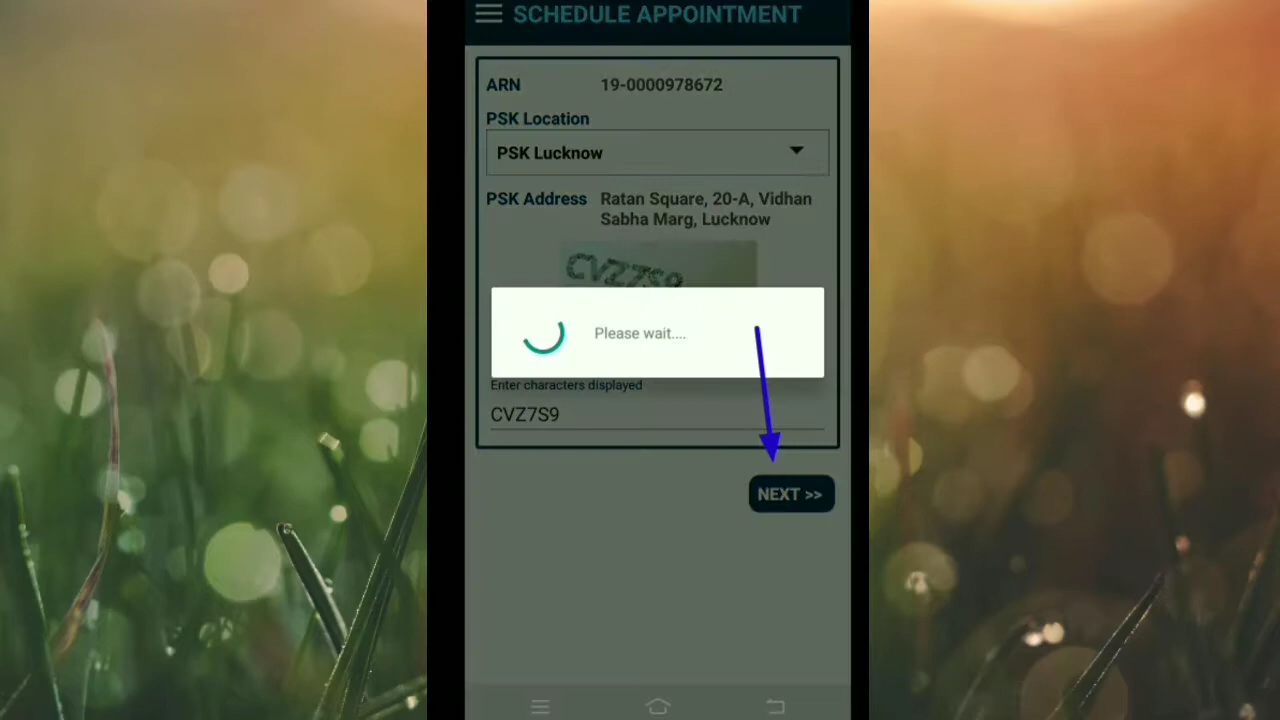 SCHEDULE APPOINTMENT
ARN 19-0000978672
PSK Location
PSK Lucknow
PSK Address Ratan Square, 20-A, Vidhan
Sabha Marg, Lucknow
CVZ7S9
Please wait....
Enter characters displayed
CVZ7S9
NEXT >>